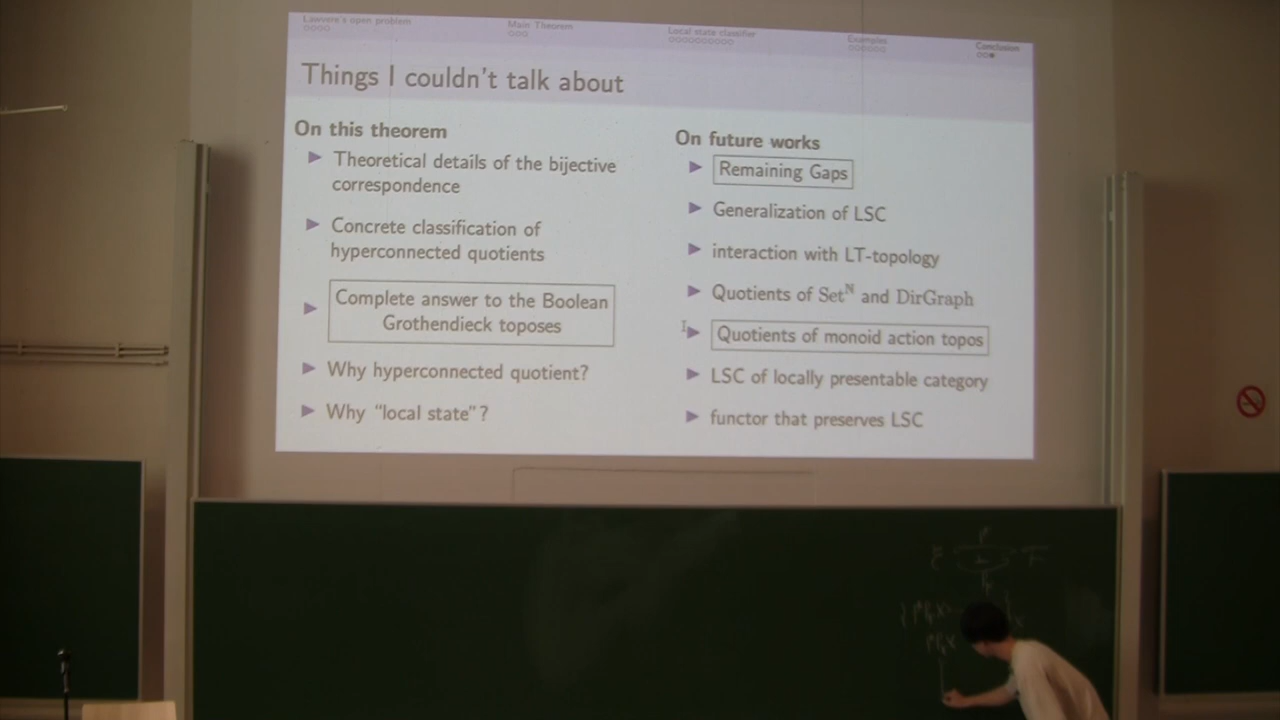 Lawvere's open problem
Main Theorem
Local state classifier
Examples
Conclusion
Things I couldn't talk about
On this theorem
Theoretical details of the bijective
correspondence
Concrete classification of
hyperconnected quotients
Complete answer to the Boolean
Grothendieck toposes
Why hyperconnected quotient?
Why "local state"?
On future works
Remaining Gaps
Generalization of LSC
interaction with LT-topology
Quotients of Set^ℕ and DirGraph
Quotients of monoid action topos
LSC of locally presentable category
functor that preserves LSC